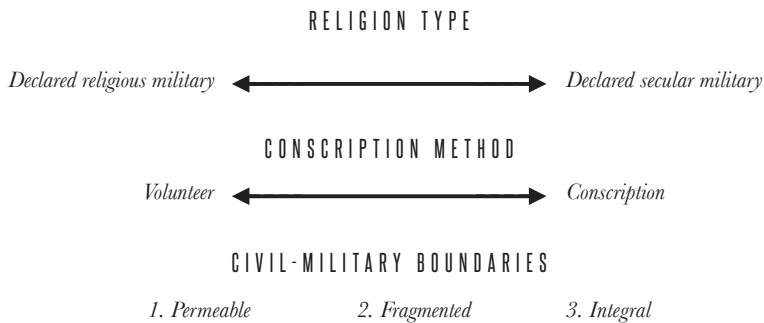 RELIGION TYPE
Declared religious military Declared secular military
CONSCRIPTION METHOD
Volunteer Conscription
CIVIL-MILITARY BOUNDARIES
1. Permeable 2. Fragmented 3. Integral